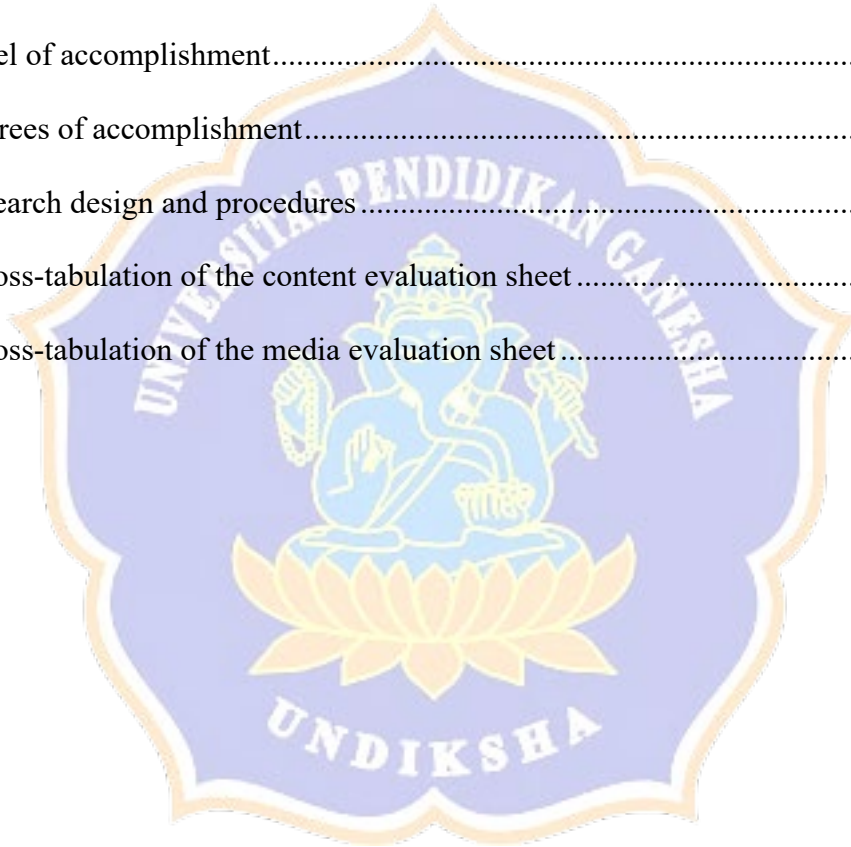 el of accomplishment....................................................................
rees of accomplishment................................................................
earch design and procedures.........................................................
UNIVERSITAS PENDIDIKAN GANESHA
oss-tabulation of the content evaluation sheet..............................
oss-tabulation of the media evaluation sheet................................
UNDIKSHA